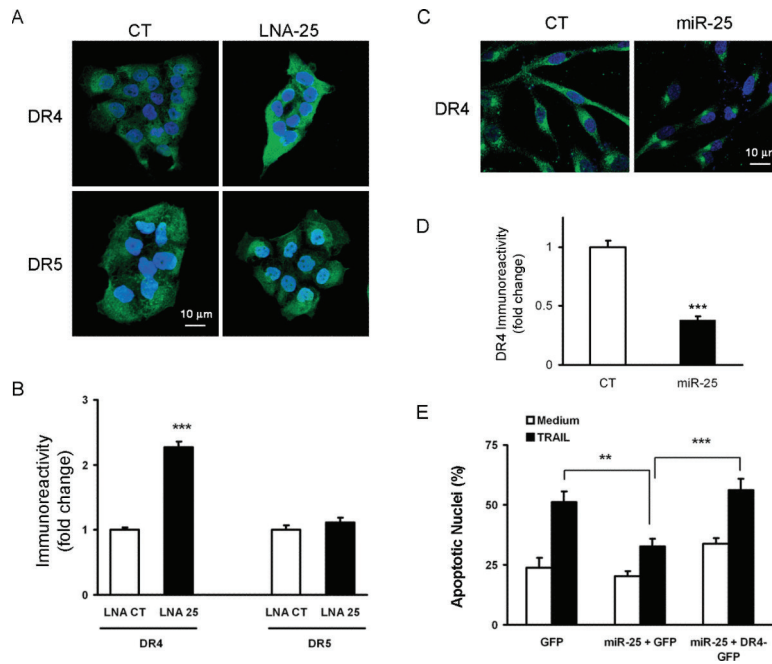 A
CT
LNA-25
DR4
DR5
10 μm
B
Immunoreactivity
(fold change)
3
2
1
0
***
LNA CT
LNA 25
LNA CT
LNA 25
DR4
DR5
C
CT
miR-25
DR4
10 μm
D
DR4 Immunoreactivity
(fold change)
1
0.5
0
***
CT
miR-25
E
Medium
TRAIL
Apoptotic Nuclei (%)
75
50
25
0
**
***
GFP
miR-25 + GFP
miR-25 + DR4-
GFP